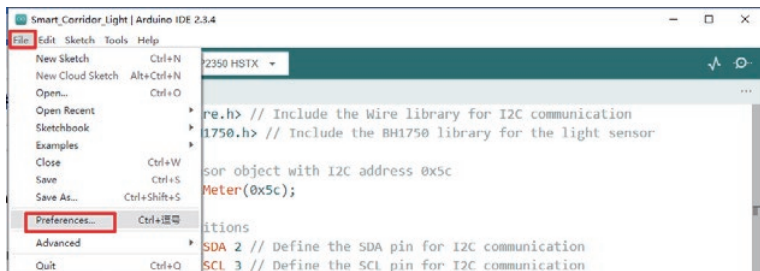 Smart_Corridor_Light | Arduino IDE 2.3.4
File Edit Sketch Tools Help
New Sketch Ctrl+N
New Cloud Sketch Alt+Ctrl+N
Open... Ctrl+O
Open Recent
Sketchbook
Examples
Close Ctrl+W
Save Ctrl+S
Save As... Ctrl+Shift+S
Preferences... Ctrl+逗号
Advanced
Quit Ctrl+Q
P2350 HSTX
re.h> // Include the Wire library for I2C communication
H1750.h> // Include the BH1750 library for the light sensor
sor object with I2C address 0x5c
Meter(0x5c);
itions
SDA 2 // Define the SDA pin for I2C communication
SCL 3 // Define the SCL pin for I2C communication